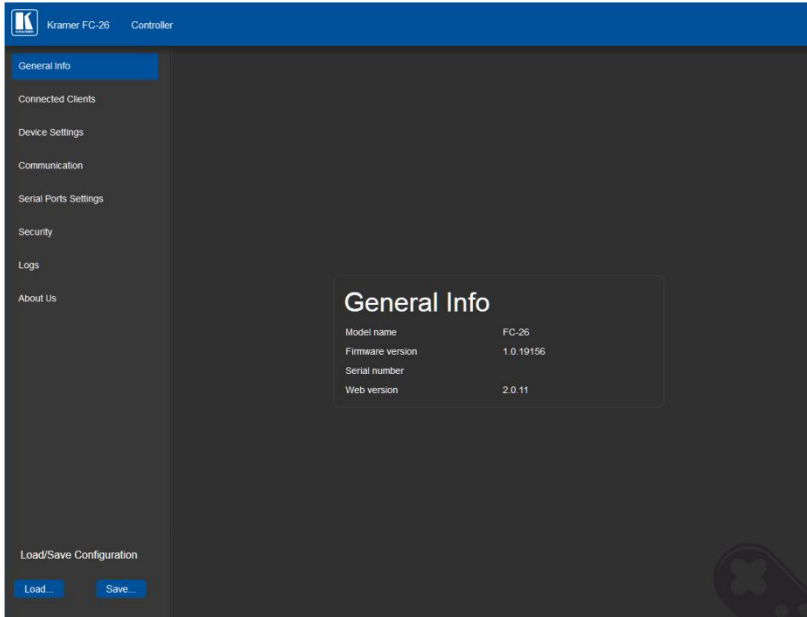 Kramer FC-26 Controller
General Info
Connected Clients
Device Settings
Communication
Serial Ports Settings
Security
Logs
About Us
General Info
Model name FC-26
Firmware version 1.0.19156
Serial number
Web version 2.0.11
Load/Save Configuration
Load... Save...